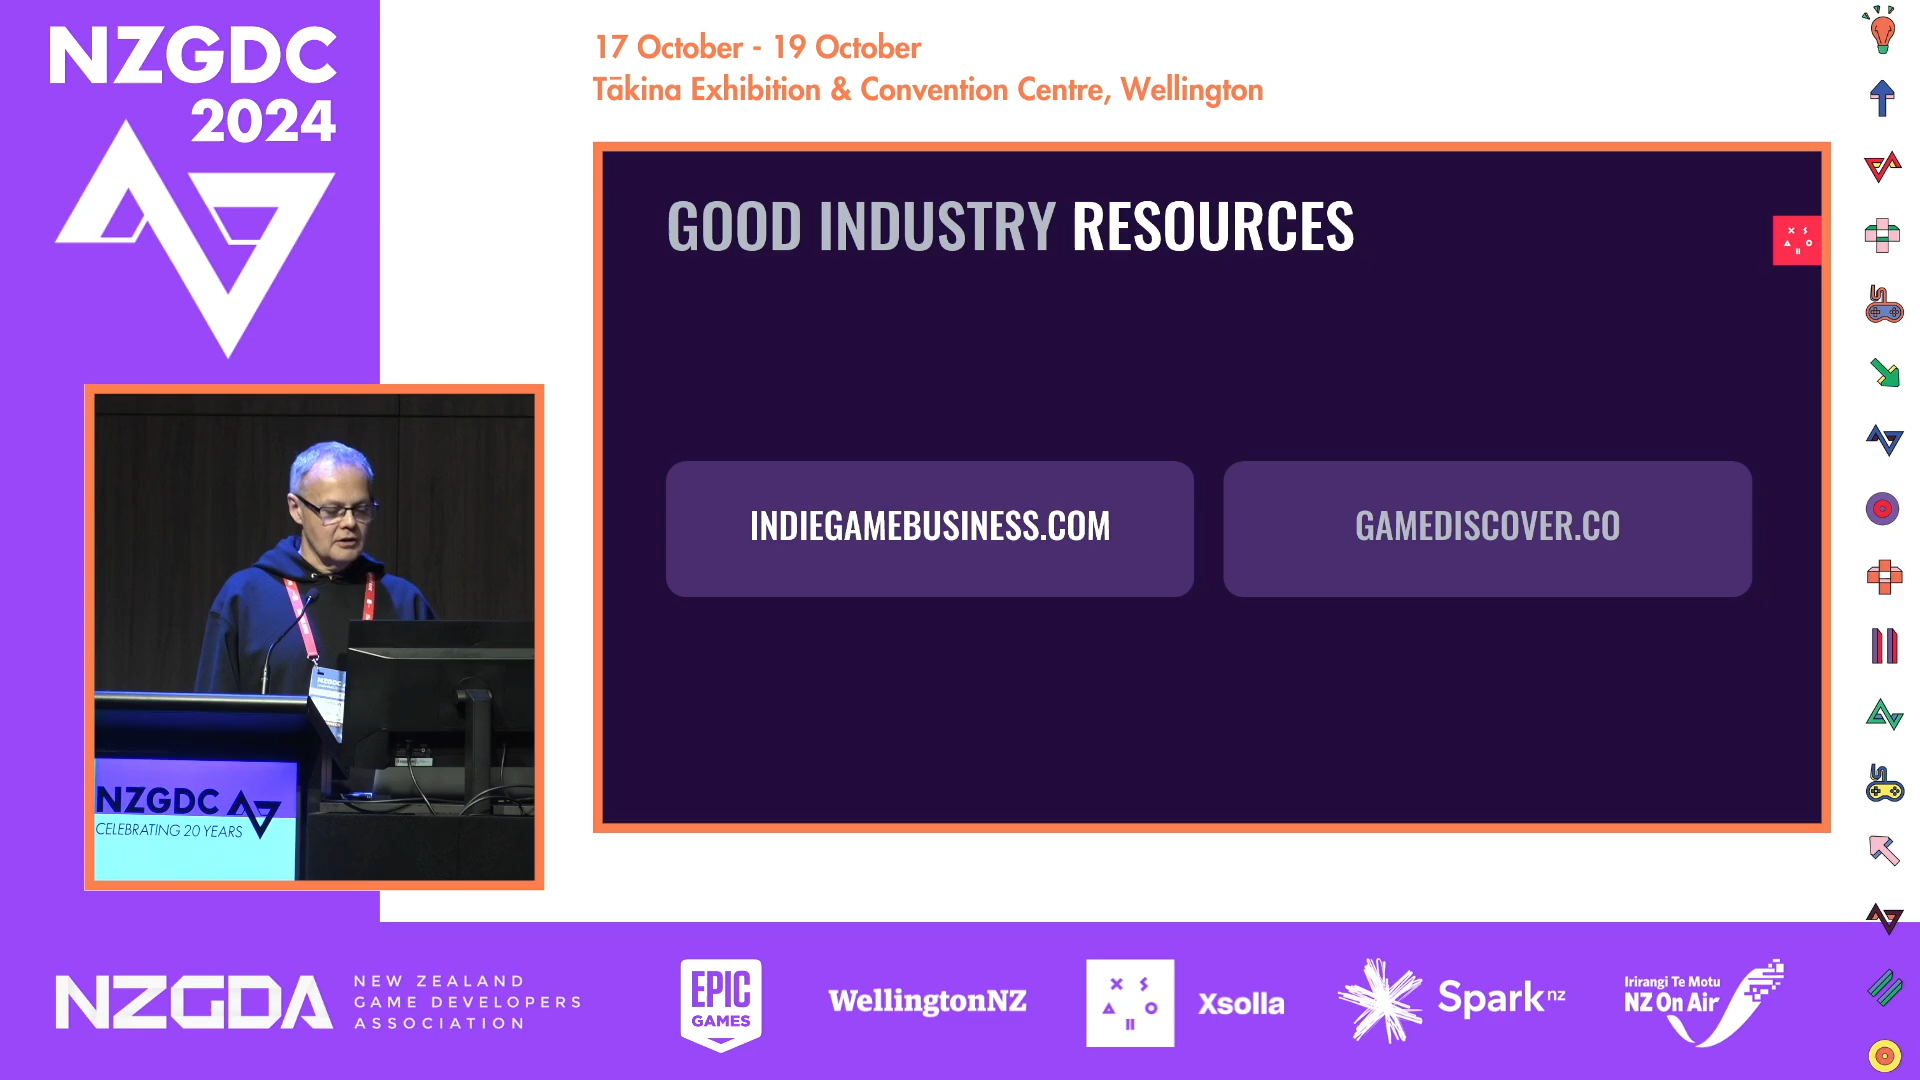 NZGDC
2024
17 October - 19 October
Tākina Exhibition & Convention Centre, Wellington
GOOD INDUSTRY RESOURCES
INDIEGAMEBUSINESS.COM
GAMEDISCOVER.CO
NZGDC
NZGDC
CELEBRATING 20 YEARS
NZGDA
NEW ZEALAND
GAME DEVELOPERS
ASSOCIATION
EPIC
GAMES
WellingtonNZ
Xsolla
Spark nz
Irirangi Te Motu
NZ On Air